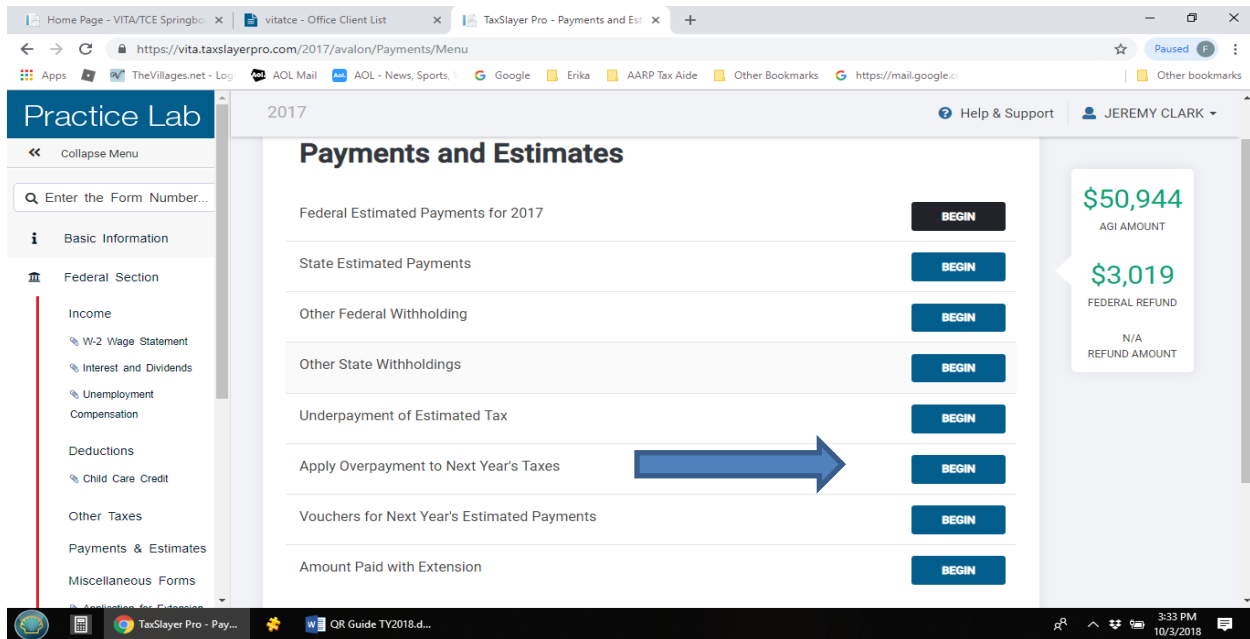 Home Page - VITA/TCE Springboa
vitatce - Office Client List
TaxSlayer Pro - Payments and Est
https://vita.taxslayerpro.com/2017/avalon/Payments/Menu
Paused F
Apps
TheVillages.net - Log
AOL Mail
AOL - News, Sports,
Google
Erika
AARP Tax Aide
Other Bookmarks
https://mail.google.c
Other bookmarks
Practice Lab
2017
Help & Support
JEREMY CLARK
Collapse Menu
Enter the Form Number...
Basic Information
Federal Section
Income
W-2 Wage Statement
Interest and Dividends
Unemployment
Compensation
Deductions
Child Care Credit
Other Taxes
Payments & Estimates
Miscellaneous Forms
Application for Extension
Payments and Estimates
Federal Estimated Payments for 2017 BEGIN
State Estimated Payments BEGIN
Other Federal Withholding BEGIN
Other State Withholdings BEGIN
Underpayment of Estimated Tax BEGIN
Apply Overpayment to Next Year's Taxes BEGIN
Vouchers for Next Year's Estimated Payments BEGIN
Amount Paid with Extension BEGIN
$50,944
AGI AMOUNT
$3,019
FEDERAL REFUND
N/A
REFUND AMOUNT
TaxSlayer Pro - Pay...
QR Guide TY2018.d...
3:33 PM
10/3/2018